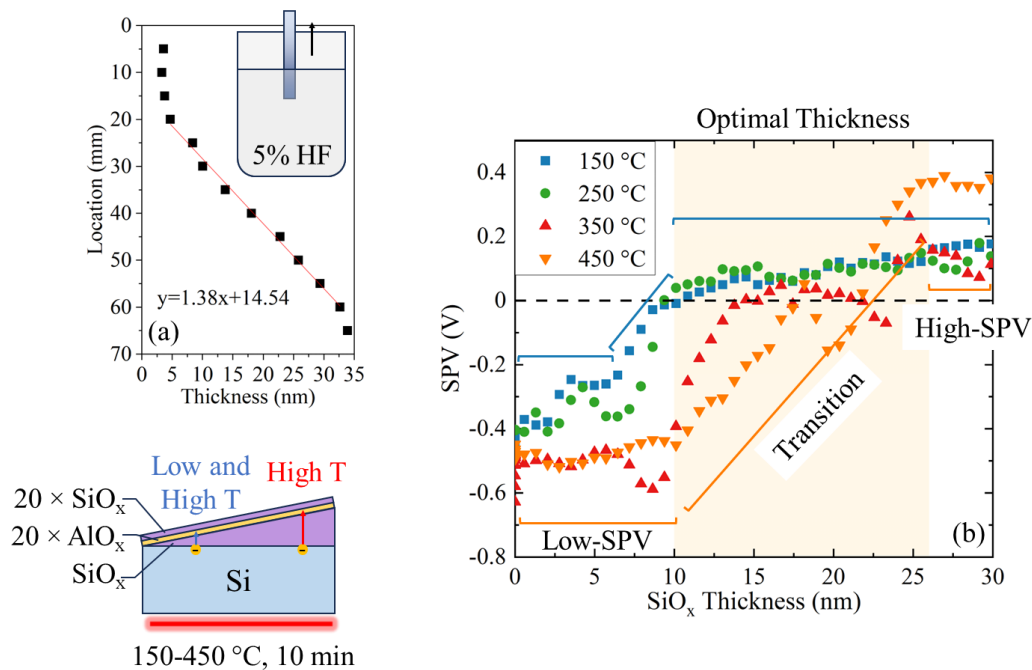 0
10
20
30
40
50
60
70
Location (mm)
5% HF
y=1.38x+14.54
(a)
0 5 10 15 20 25 30 35
Thickness (nm)
Low and
High T
High T
20 × SiOₓ
20 × AlOₓ
SiOₓ
Si
150-450 °C, 10 min
Optimal Thickness
150 °C
250 °C
350 °C
450 °C
0.4
0.2
0
-0.2
-0.4
-0.6
-0.8
SPV (V)
High-SPV
Transition
Low-SPV
(b)
0 5 10 15 20 25 30
SiOₓ Thickness (nm)